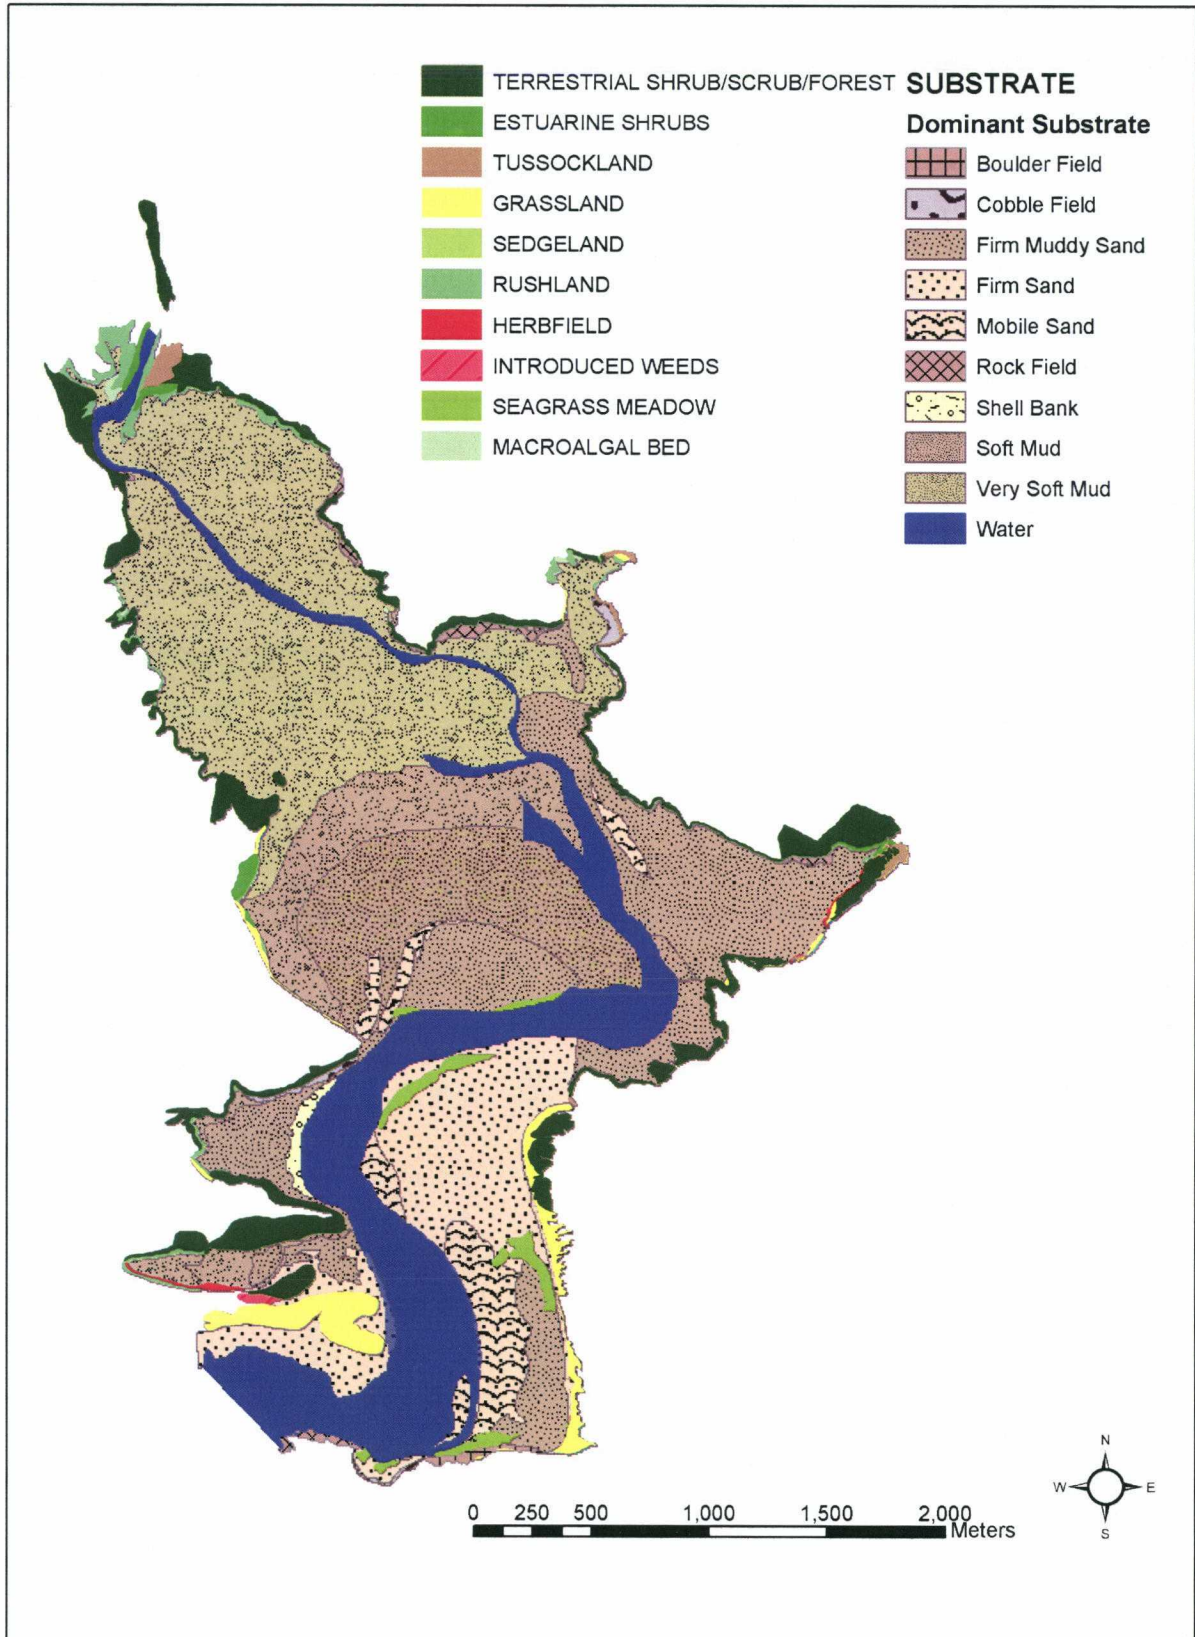 TERRESTRIAL SHRUB/SCRUB/FOREST
ESTUARINE SHRUBS
TUSSOCKLAND
GRASSLAND
SEDGELAND
RUSHLAND
HERBFIELD
INTRODUCED WEEDS
SEAGRASS MEADOW
MACROALGAL BED
SUBSTRATE
Dominant Substrate
Boulder Field
Cobble Field
Firm Muddy Sand
Firm Sand
Mobile Sand
Rock Field
Shell Bank
Soft Mud
Very Soft Mud
Water
N
W E
S
0 250 500 1,000 1,500 2,000
Meters